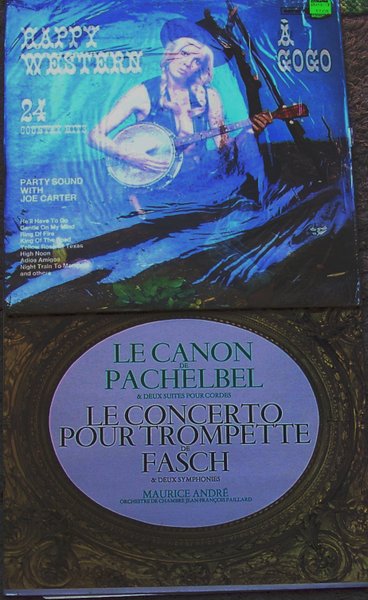 HAPPY
WESTERN
À
GOGO
24
COUNTRY HITS
PARTY SOUND
WITH
JOE CARTER
He'll Have To Go
Gentle On My Mind
Ring Of Fire
King Of The Road
Yellow Rose Of Texas
High Noon
Adios Amigos
Night Train To Memphis
and others
LE CANON
DE
PACHELBEL
& DEUX SUITES POUR CORDES
LE CONCERTO
POUR TROMPETTE
DE
FASCH
& DEUX SYMPHONIES
MAURICE ANDRÉ
ORCHESTRE DE CHAMBRE JEAN-FRANÇOIS PAILLARD